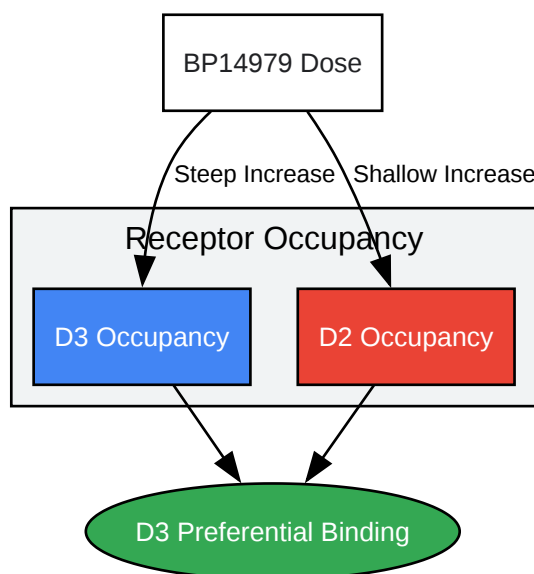 BP14979 Dose
Steep Increase
Shallow Increase
Receptor Occupancy
D3 Occupancy
D2 Occupancy
D3 Preferential Binding